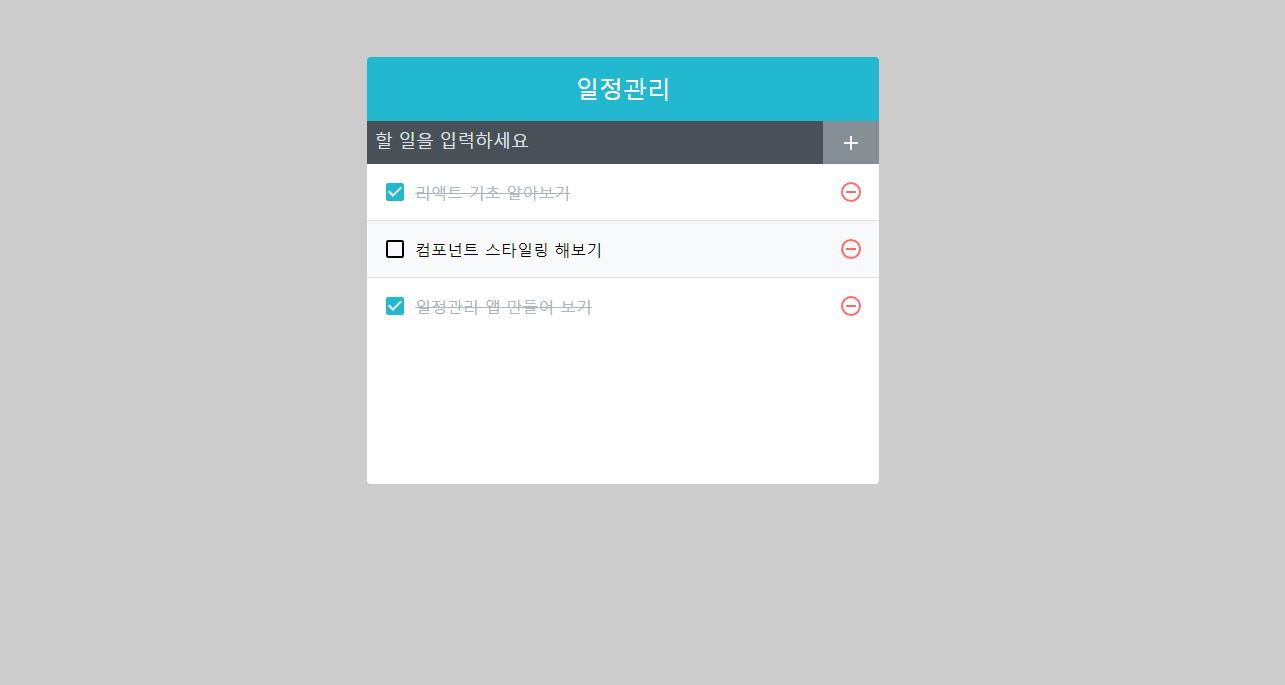 일정관리
할 일을 입력하세요
리액트 기초 알아보기
컴포넌트 스타일링 해보기
일정관리 앱 만들어 보기